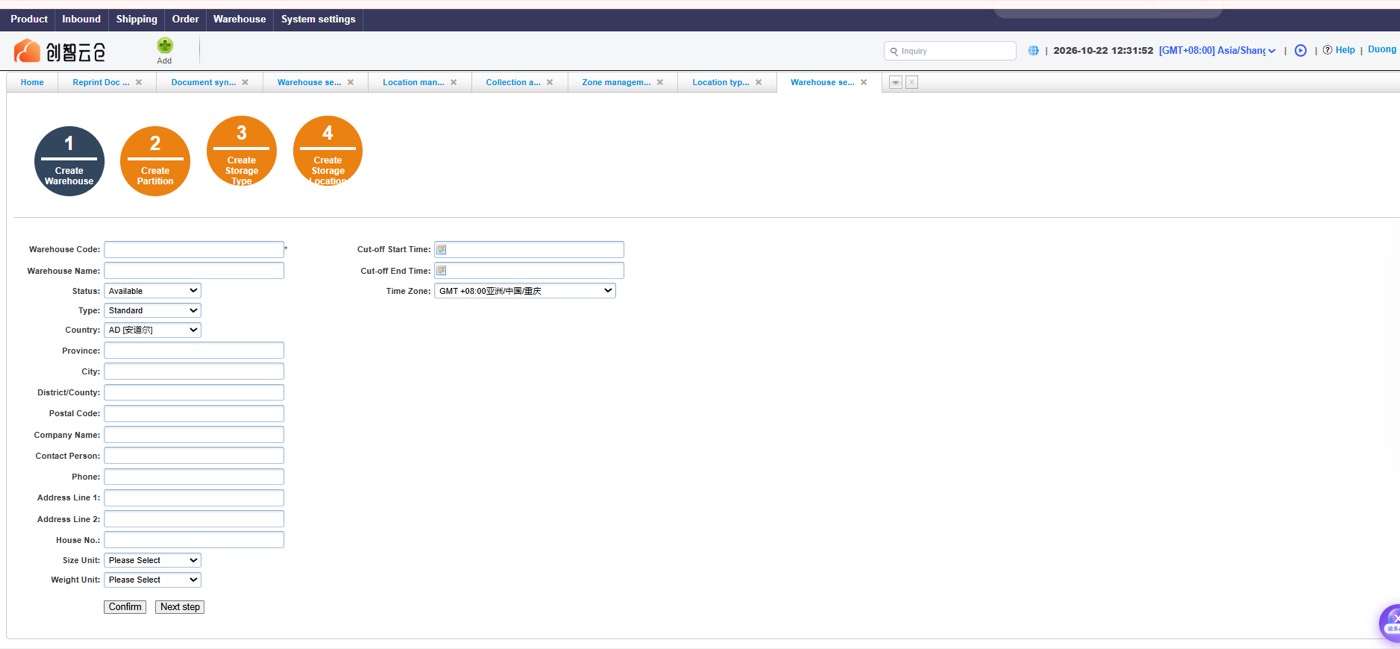 Product Inbound Shipping Order Warehouse System settings
创智云仓
Add
Inquiry
| 2026-10-22 12:31:52 [GMT+08:00] Asia/Shang | | Help | Duong
Home Reprint Doc ... Document syn... Warehouse se... Location man... Collection a... Zone managem... Location typ... Warehouse se...
1
Create
Warehouse
2
Create
Partition
3
Create
Storage
Type
4
Create
Storage
Location
Warehouse Code: *
Cut-off Start Time:
Warehouse Name:
Cut-off End Time:
Status: Available
Time Zone: GMT +08:00亚洲/中国/重庆
Type: Standard
Country: AD [安道尔]
Province:
City:
District/County:
Postal Code:
Company Name:
Contact Person:
Phone:
Address Line 1:
Address Line 2:
House No.:
Size Unit: Please Select
Weight Unit: Please Select
Confirm Next step